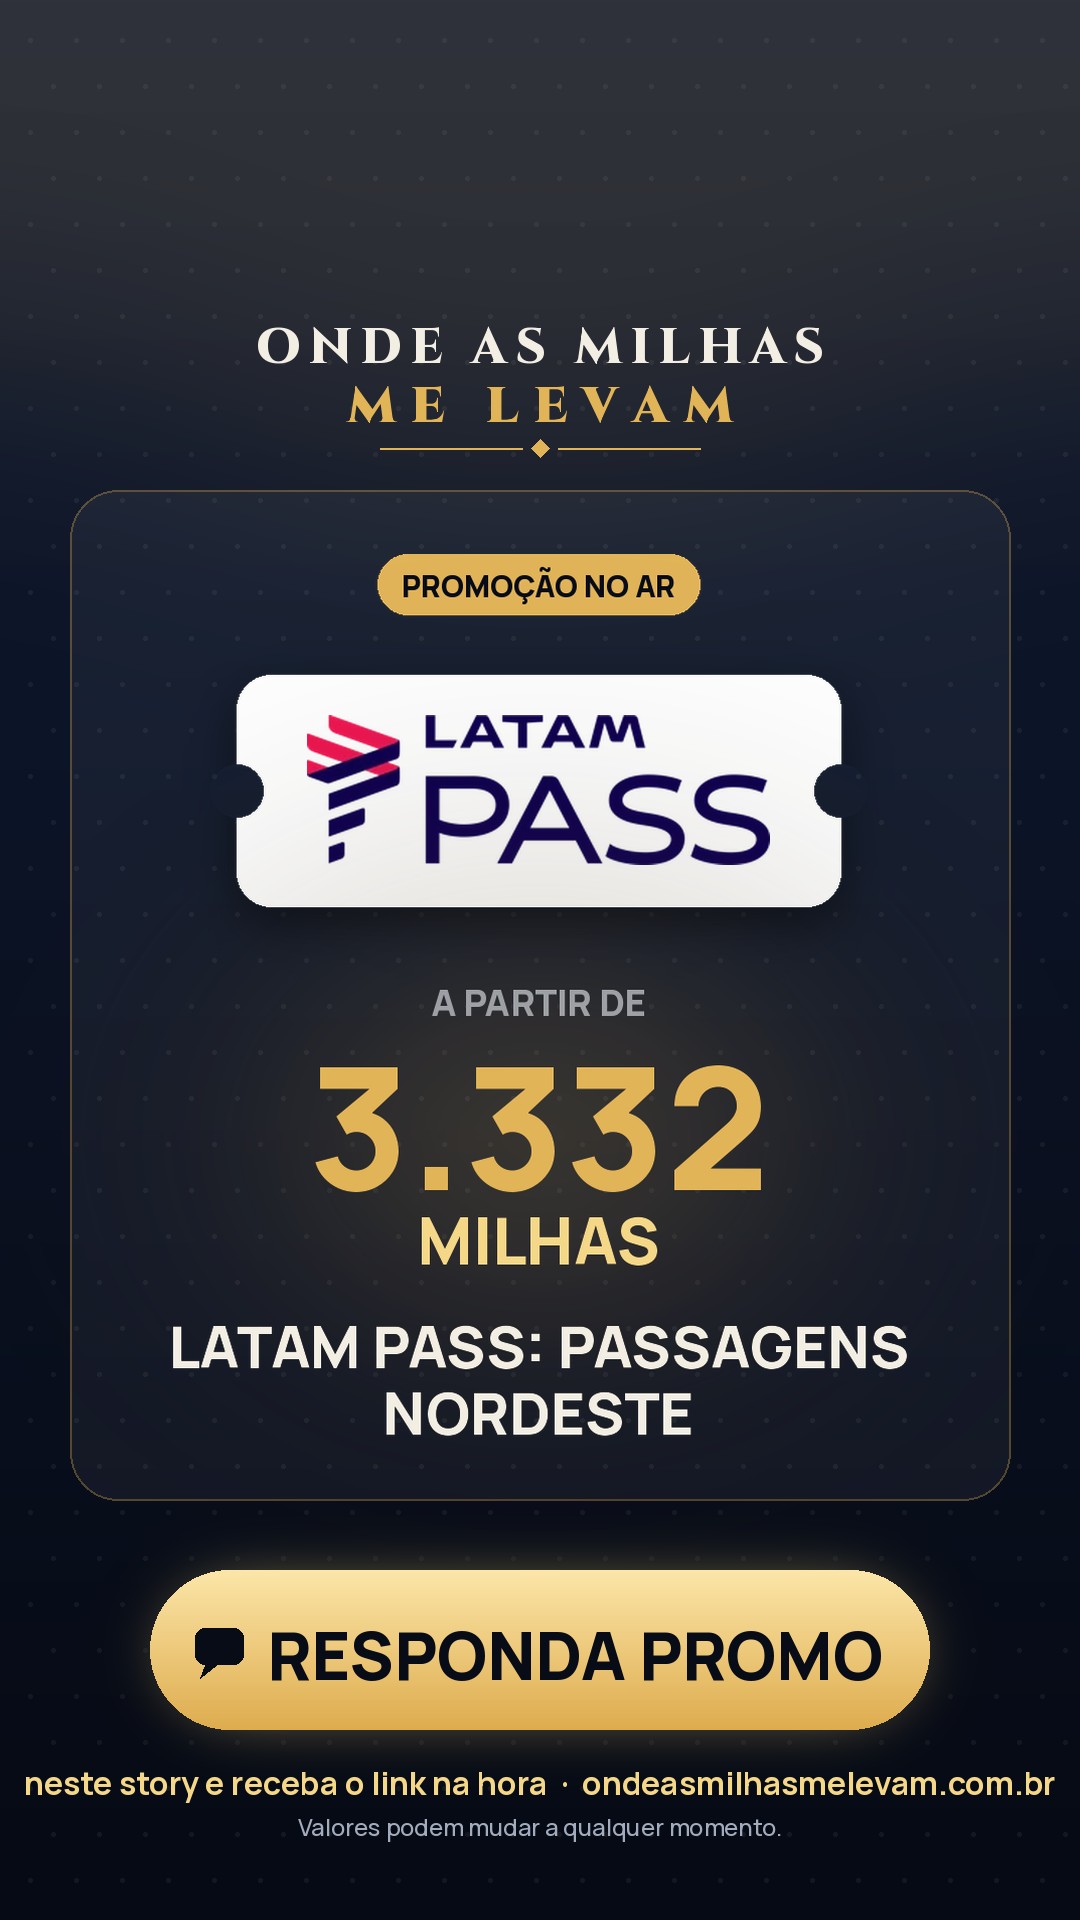 ONDE AS MILHAS
ME LEVAM
PROMOÇÃO NO AR
LATAM
PASS
A PARTIR DE
3.332
MILHAS
LATAM PASS: PASSAGENS
NORDESTE
RESPONDA PROMO
neste story e receba o link na hora · ondeasmilhasmelevam.com.br
Valores podem mudar a qualquer momento.